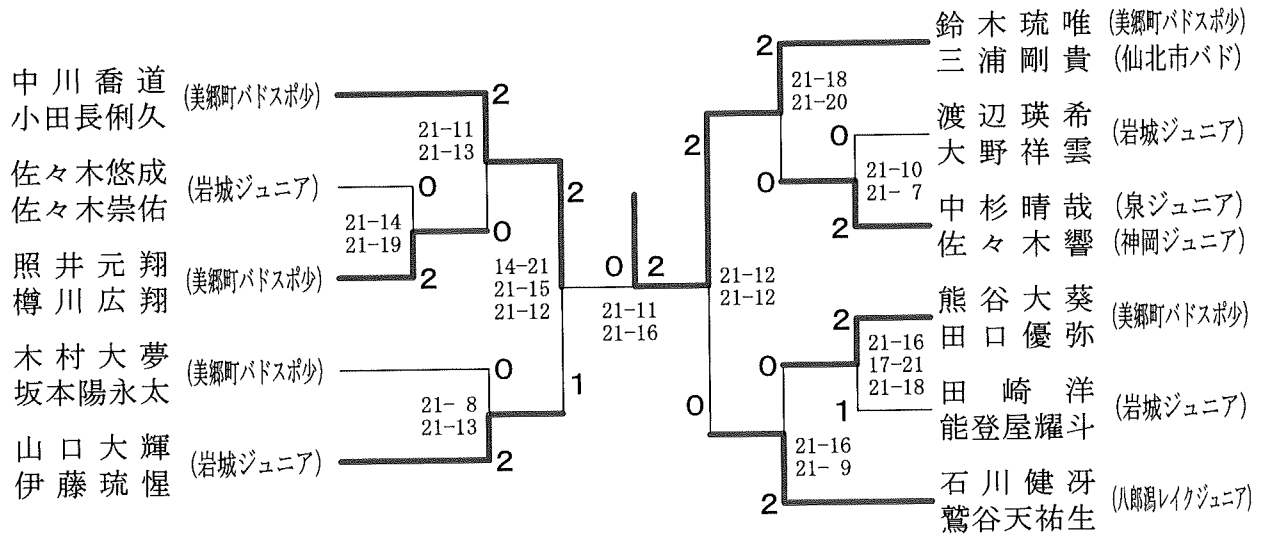 中川喬道
小田長俐久
(美郷町バドスポ少)
2
21-11
21-13
佐々木悠成
佐々木崇佑
(岩城ジュニア)
0
21-14
21-19
0
照井元翔
樽川広翔
(美郷町バドスポ少)
2
2
14-21
21-15
21-12
木村大夢
坂本陽永太
(美郷町バドスポ少)
0
21- 8
21-13
1
山口大輝
伊藤琉惺
(岩城ジュニア)
2
0
2
21-11
21-16
鈴木琉唯
(美郷町バドスポ少)
三浦剛貴
(仙北市バド)
2
21-18
21-20
渡辺瑛希
大野祥雲
(岩城ジュニア)
0
2
21-10
21- 7
0
中杉晴哉
(泉ジュニア)
佐々木響
(神岡ジュニア)
2
21-12
21-12
熊谷大葵
田口優弥
(美郷町バドスポ少)
2
21-16
17-21
21-18
0
田崎洋
能登屋耀斗
(岩城ジュニア)
1
0
21-16
21- 9
石川健冴
鷲谷天祐生
(八郎潟レイクジュニア)
2